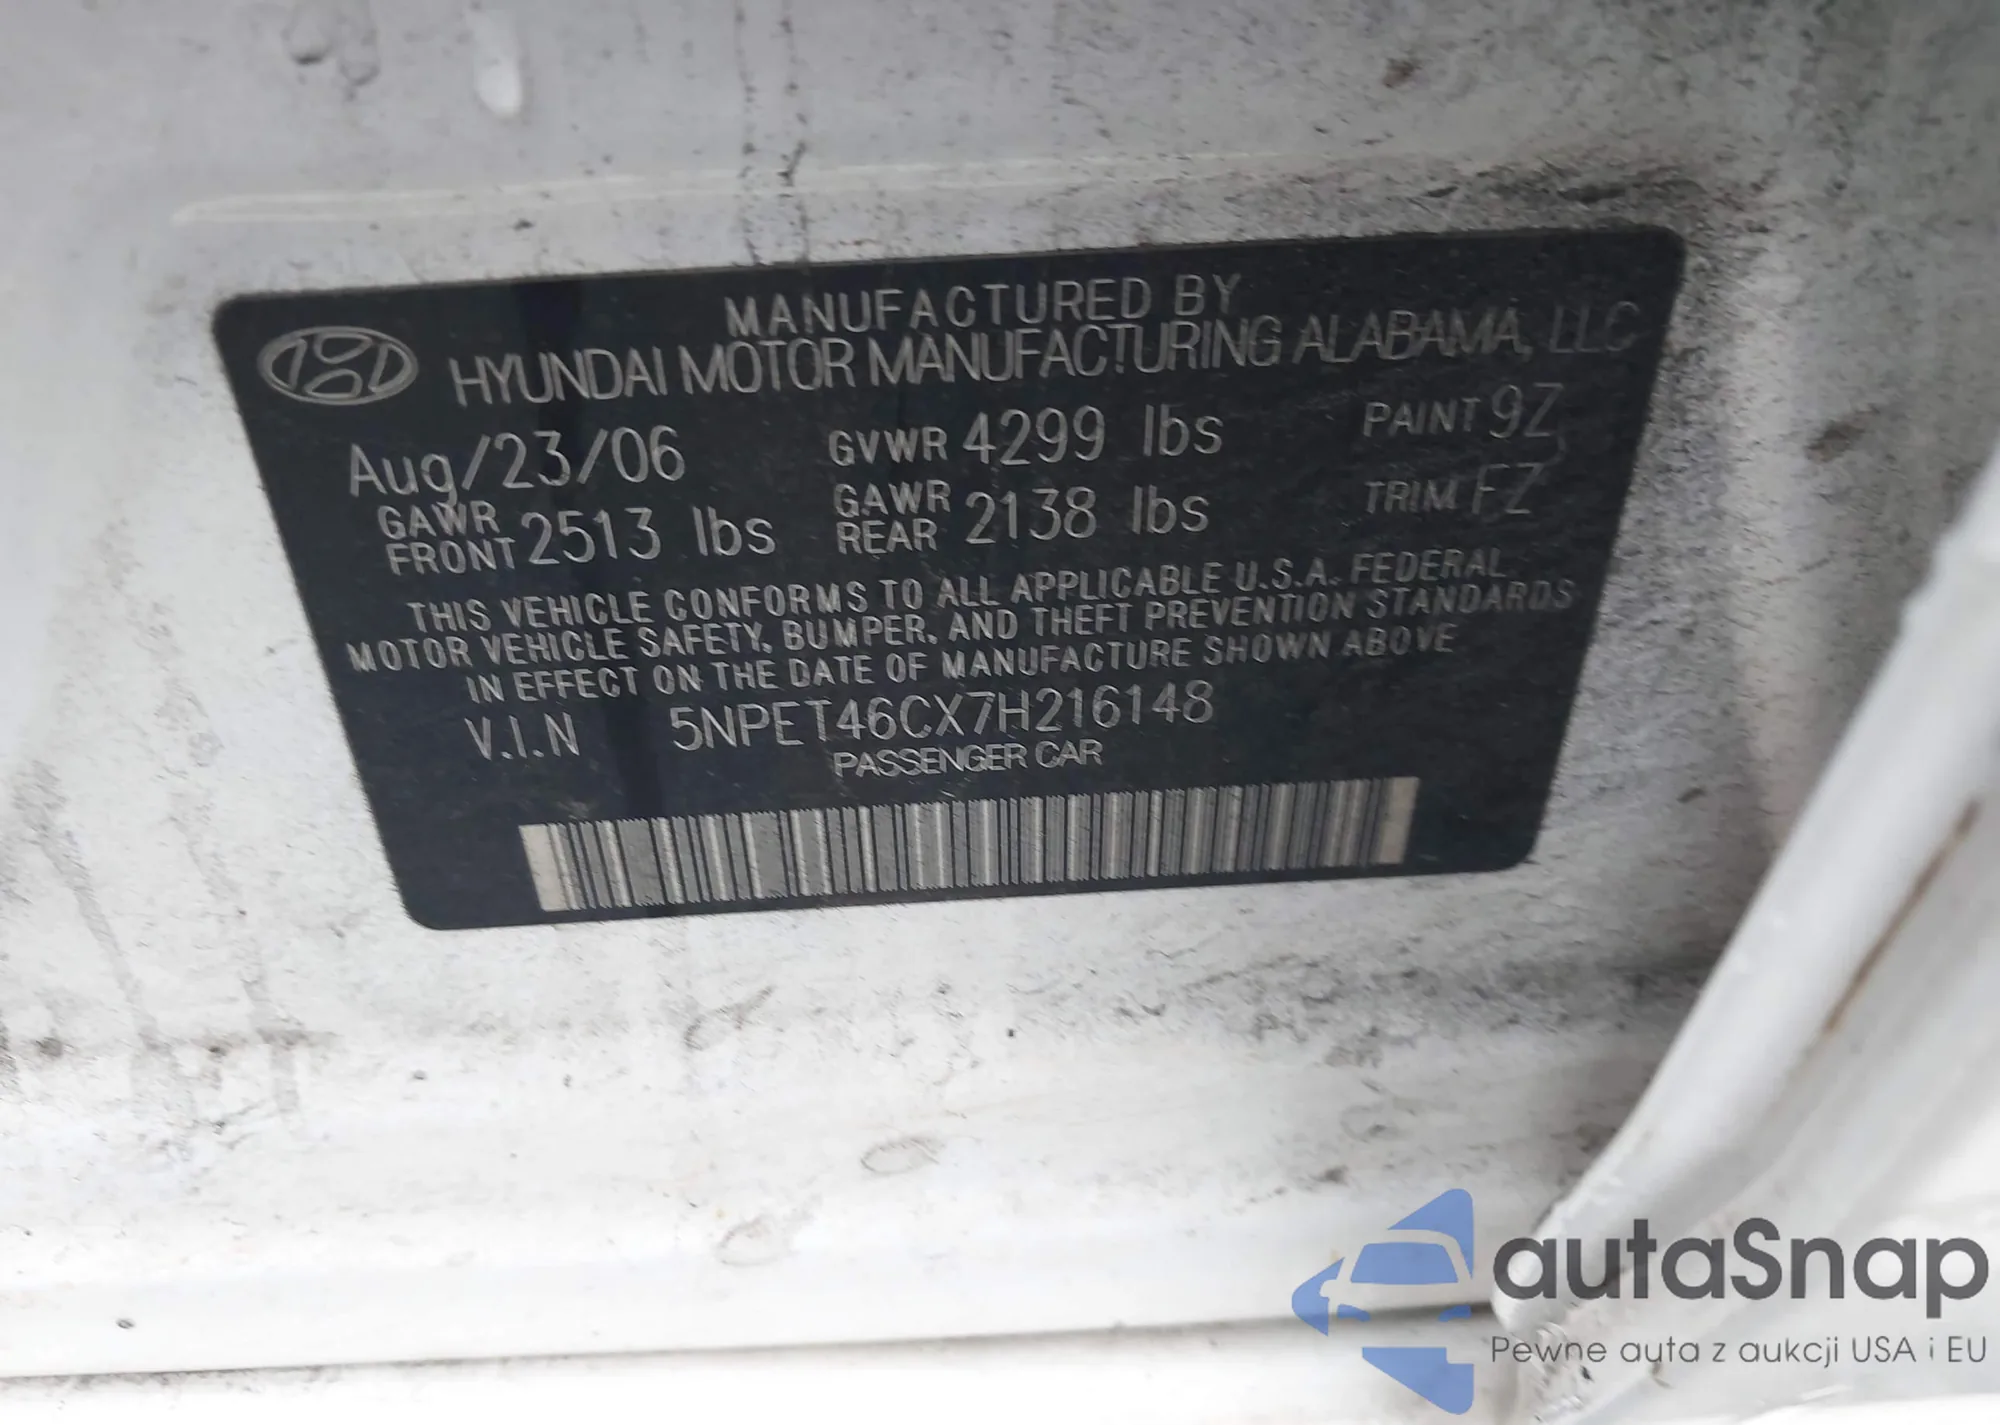 MANUFACTURED BY
HYUNDAI MOTOR MANUFACTURING ALABAMA, LLC
Aug/23/06 GVWR 4299 lbs PAINT 9Z
GAWR FRONT 2513 lbs GAWR REAR 2138 lbs TRIM FZ
THIS VEHICLE CONFORMS TO ALL APPLICABLE U.S.A. FEDERAL
MOTOR VEHICLE SAFETY, BUMPER, AND THEFT PREVENTION STANDARDS
IN EFFECT ON THE DATE OF MANUFACTURE SHOWN ABOVE
V.I.N 5NPET46CX7H216148
PASSENGER CAR
autaSnap
Pewne auta z aukcji USA i EU